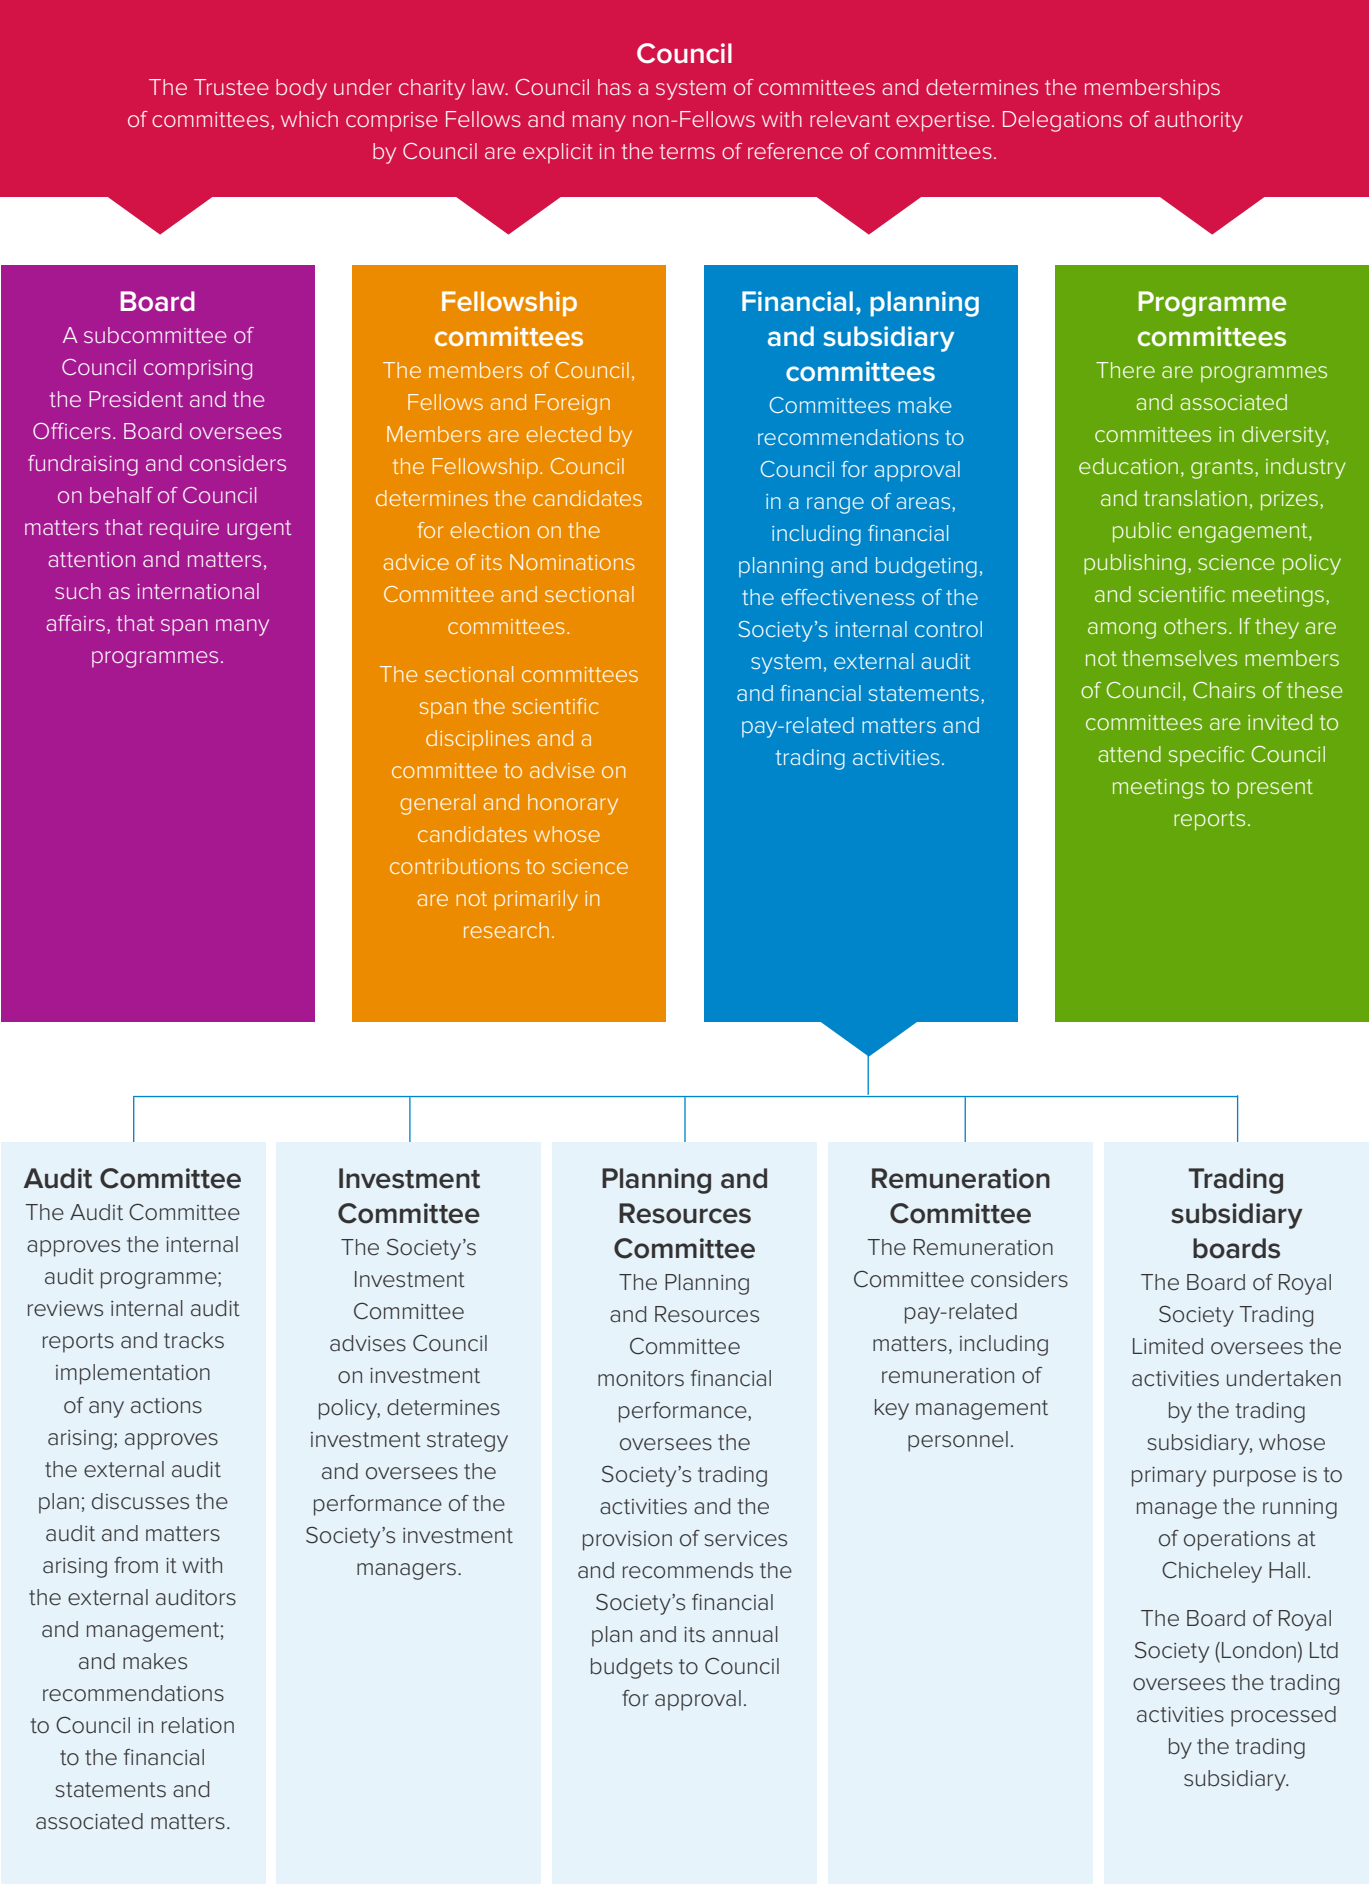 Council
The Trustee body under charity law. Council has a system of committees and determines the memberships
of committees, which comprise Fellows and many non-Fellows with relevant expertise. Delegations of authority
by Council are explicit in the terms of reference of committees.
Board
A subcommittee of
Council comprising
the President and the
Officers. Board oversees
fundraising and considers
on behalf of Council
matters that require urgent
attention and matters,
such as international
affairs, that span many
programmes.
Fellowship
committees
The members of Council,
Fellows and Foreign
Members are elected by
the Fellowship. Council
determines the candidates
for election on the
advice of its Nominations
Committee and sectional
committees.
The sectional committees
span the scientific
disciplines and a
committee to advise on
general and honorary
candidates whose
contributions to science
are not primarily in
research.
Financial, planning
and subsidiary
committees
Committees make
recommendations to
Council for approval
in a range of areas,
including financial
planning and budgeting,
the effectiveness of the
Society’s internal control
system, external audit
and financial statements,
pay-related matters and
trading activities.
Programme
committees
There are programmes
and associated
committees in diversity,
education, grants, industry
and translation, prizes,
public engagement,
publishing, science policy
and scientific meetings,
among others. If they are
not themselves members
of Council, Chairs of these
committees are invited to
attend specific Council
meetings to present
reports.
Audit Committee
The Audit Committee
approves the internal
audit programme;
reviews internal audit
reports and tracks
implementation
of any actions
arising; approves
the external audit
plan; discusses the
audit and matters
arising from it with
the external auditors
and management;
and makes
recommendations
to Council in relation
to the financial
statements and
associated matters.
Investment
Committee
The Society’s
Investment
Committee
advises Council
on investment
policy, determines
investment strategy
and oversees the
performance of the
Society’s investment
managers.
Planning and
Resources
Committee
The Planning
and Resources
Committee
monitors financial
performance,
oversees the
Society’s trading
activities and the
provision of services
and recommends the
Society’s financial
plan and its annual
budgets to Council
for approval.
Remuneration
Committee
The Remuneration
Committee considers
pay-related
matters, including
remuneration of
key management
personnel.
Trading
subsidiary
boards
The Board of Royal
Society Trading
Limited oversees the
activities undertaken
by the trading
subsidiary, whose
primary purpose is to
manage the running
of operations at
Chicheley Hall.
The Board of Royal
Society (London) Ltd
oversees the trading
activities processed
by the trading
subsidiary.